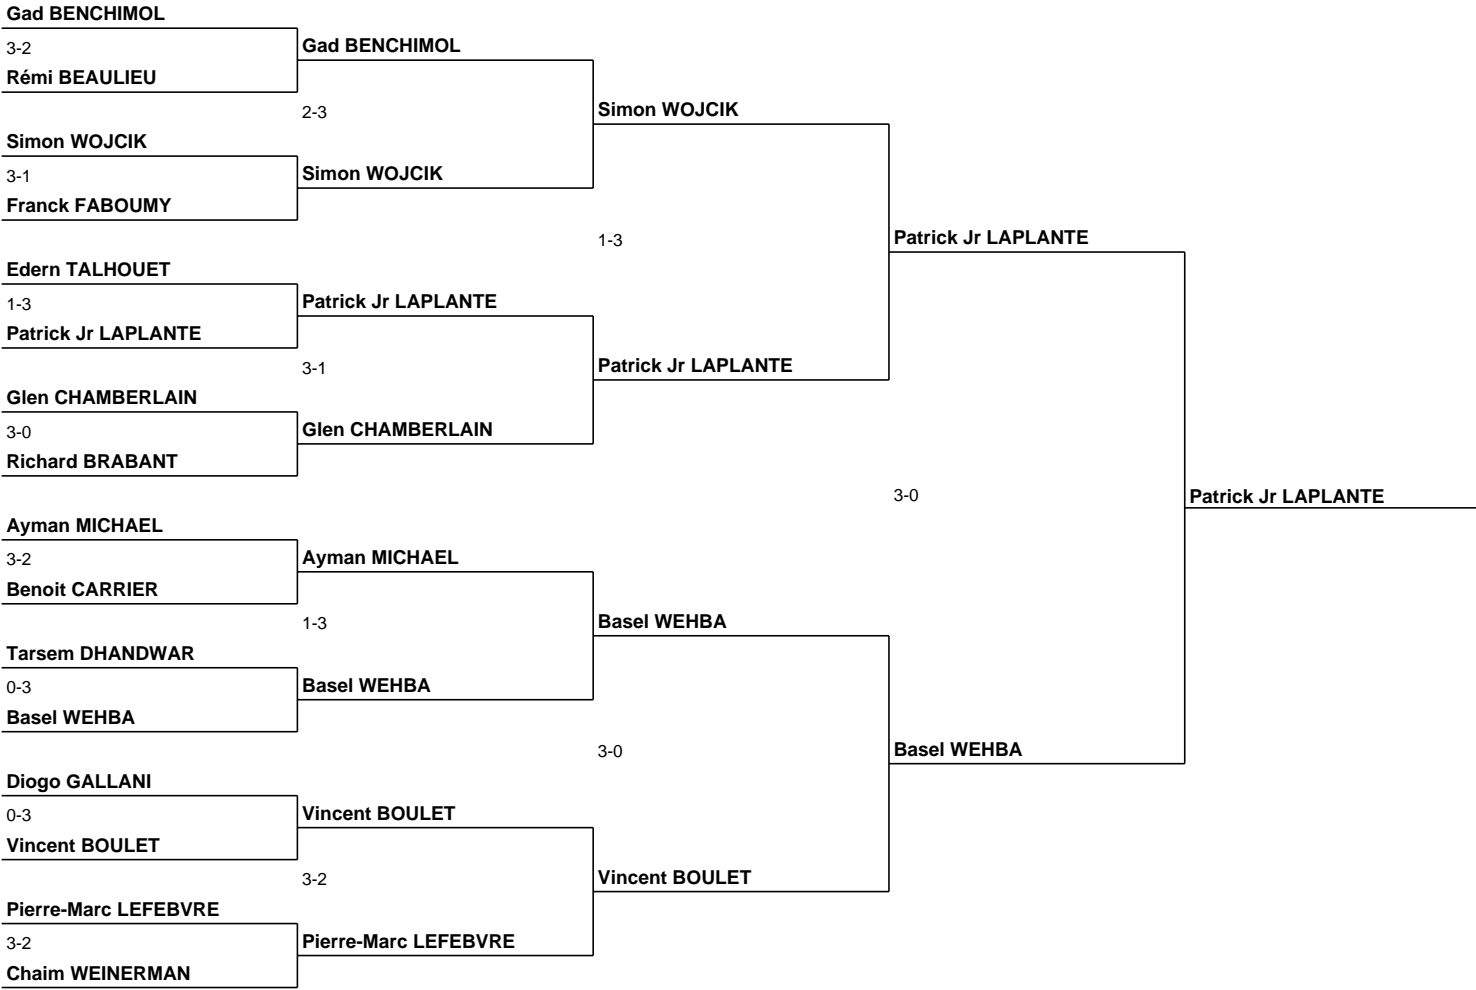 Gad BENCHIMOL
3-2
Rémi BEAULIEU
Simon WOJCIK
3-1
Franck FABOUMY
Edern TALHOUET
1-3
Patrick Jr LAPLANTE
Glen CHAMBERLAIN
3-0
Richard BRABANT
Ayman MICHAEL
3-2
Benoit CARRIER
Tarsem DHANDWAR
0-3
Basel WEHBA
Diogo GALLANI
0-3
Vincent BOULET
Pierre-Marc LEFEBVRE
3-2
Chaim WEINERMAN
Gad BENCHIMOL
2-3
Simon WOJCIK
Patrick Jr LAPLANTE
3-1
Glen CHAMBERLAIN
Ayman MICHAEL
1-3
Basel WEHBA
Vincent BOULET
3-2
Pierre-Marc LEFEBVRE
Simon WOJCIK
1-3
Patrick Jr LAPLANTE
Basel WEHBA
3-0
Vincent BOULET
Patrick Jr LAPLANTE
3-0
Basel WEHBA
Patrick Jr LAPLANTE